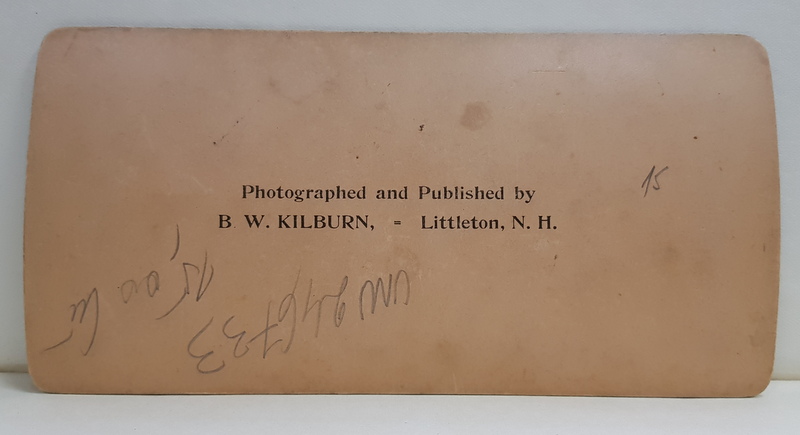 Photographed and Published by
B. W. KILBURN, = Littleton, N. H.
15